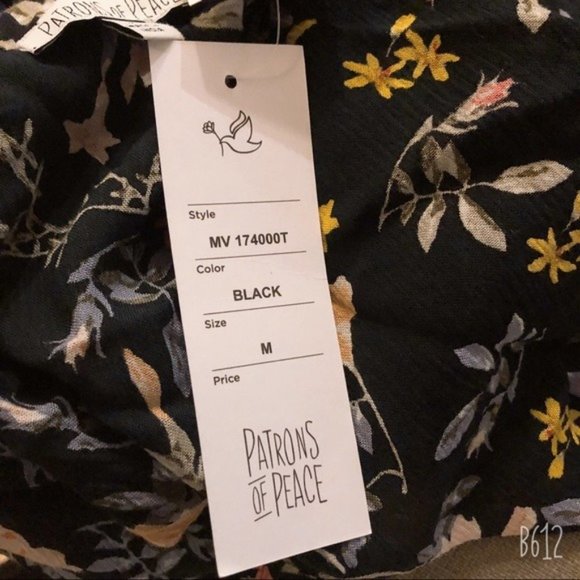 PATRONS OF PEACE
Style
MV 174000T
Color
BLACK
Size
M
Price
PATRONS
OF PEACE
B612